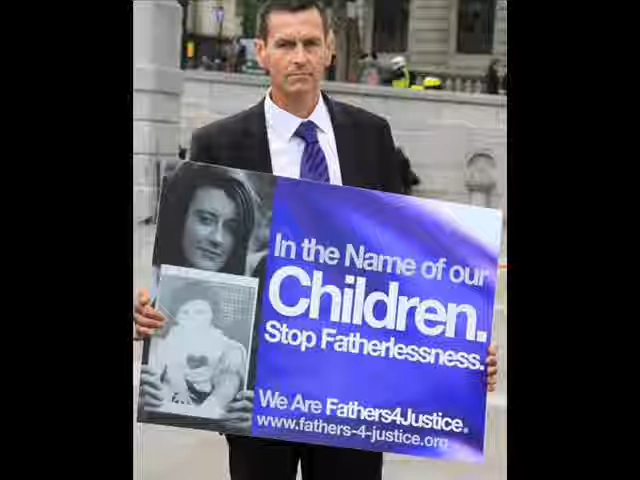 In the Name of our
Children.
Stop Fatherlessness.
We Are Fathers4Justice.
www.fathers-4-justice.org